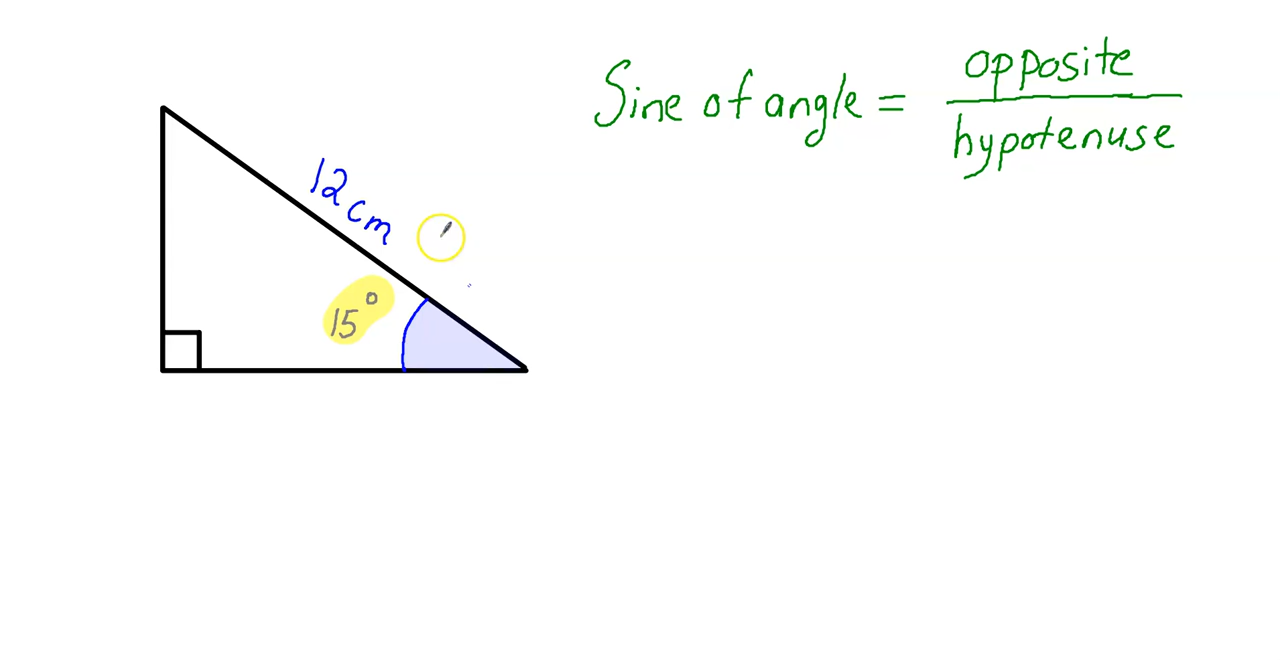 Sine of angle = opposite
hypotenuse
12cm
15°